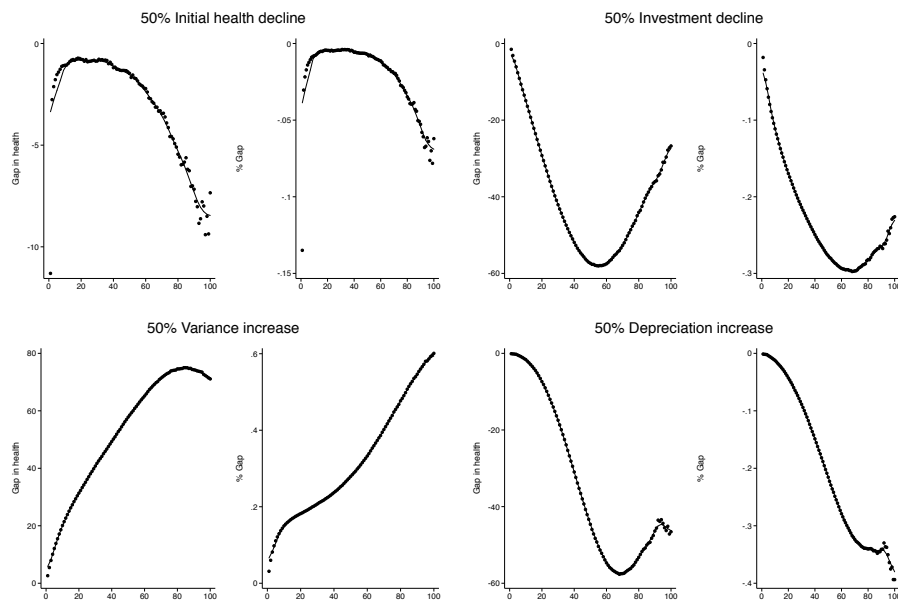 50% Initial health decline
50% Investment decline
0
-5
-10
Gap in health
0 20 40 60 80 100
0
-.05
-.1
-.15
% Gap
0 20 40 60 80 100
0
-20
-40
-60
Gap in health
0 20 40 60 80 100
0
-.1
-.2
-.3
% Gap
0 20 40 60 80 100
50% Variance increase
50% Depreciation increase
80
60
40
20
0
Gap in health
0 20 40 60 80 100
.6
.4
.2
0
% Gap
0 20 40 60 80 100
0
-20
-40
-60
Gap in health
0 20 40 60 80 100
0
-.1
-.2
-.3
-.4
% Gap
0 20 40 60 80 100